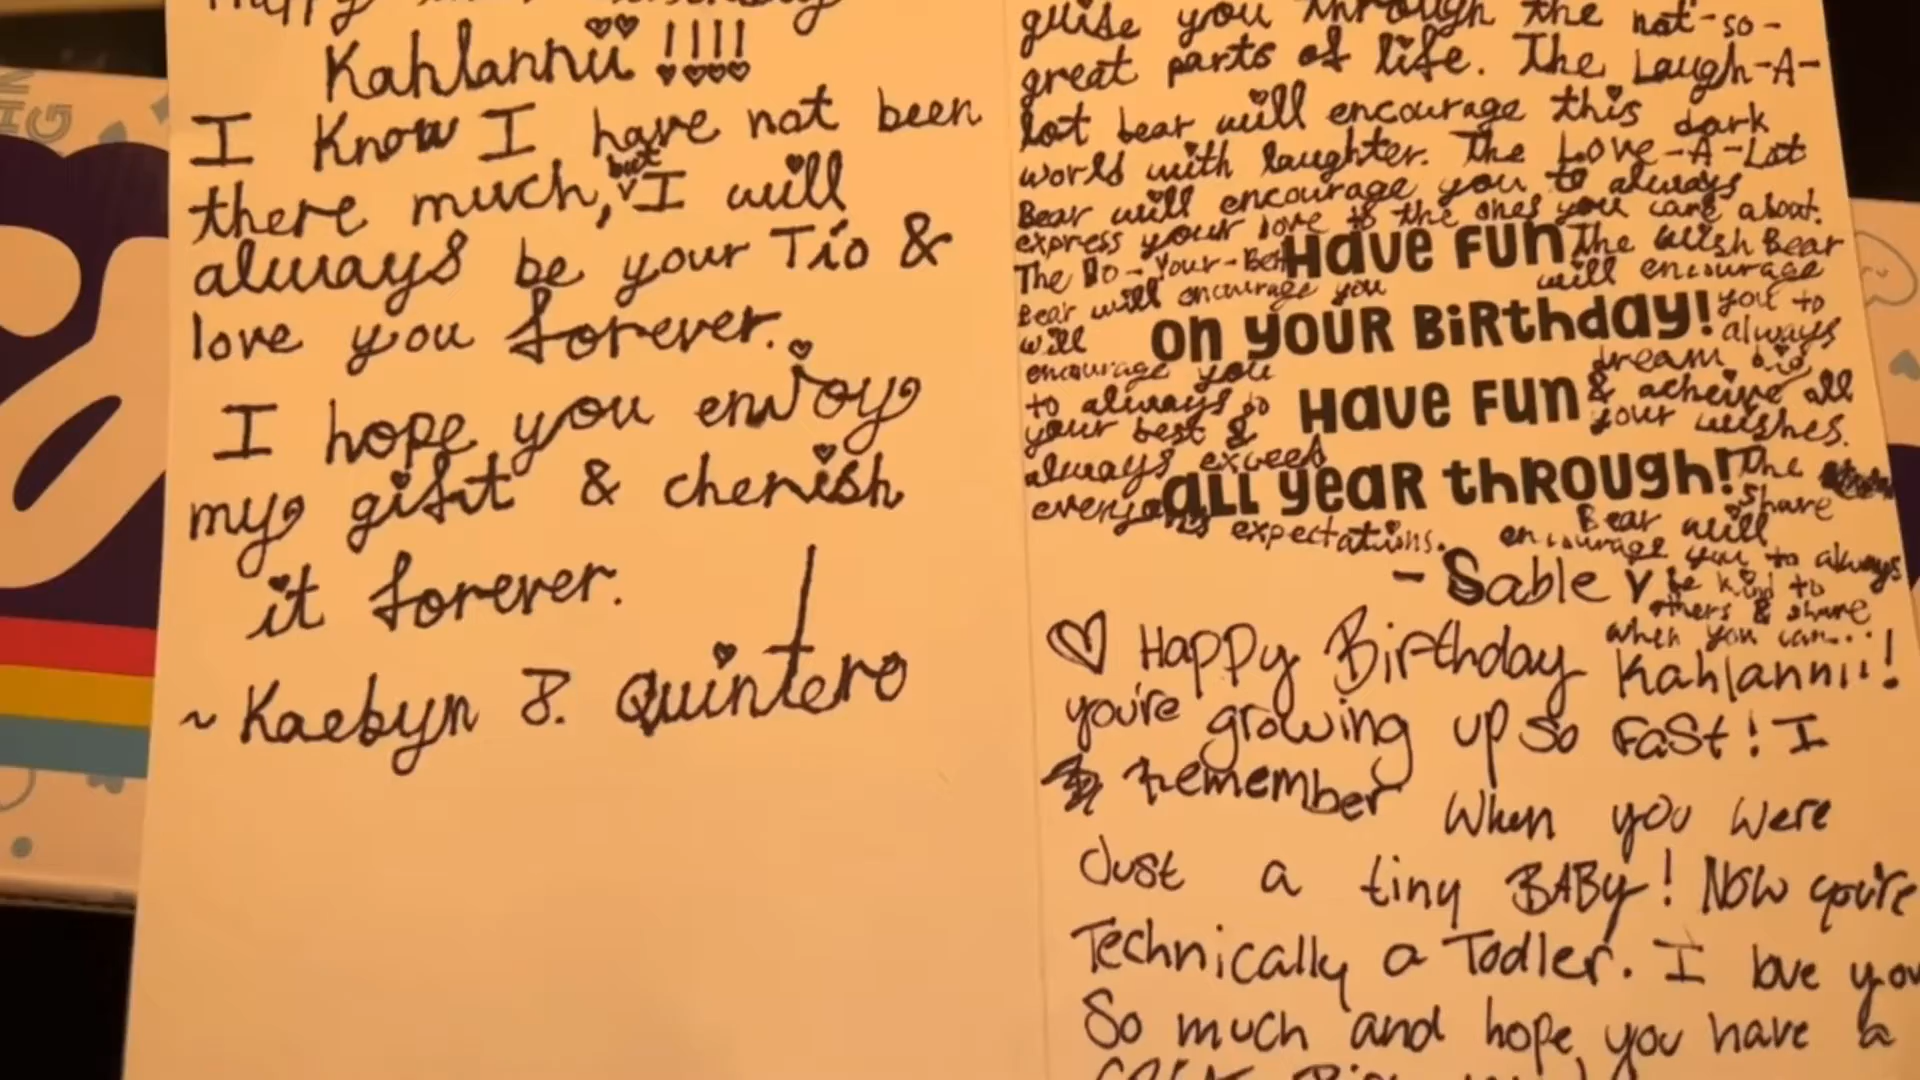 Kahlannii !!!!
I Know I have not been
there much, but I will
always be your Tío &
love you forever.
I hope you enjoy
my gift & cherish
it forever.
~ Kaebyn J. Quintero
guide you through the not-so-
great parts of life. The Laugh-A-
Lot bear will encourage this dark
world with laughter. The Love-A-Lot
Bear will encourage you to always
express your love to the ones you care about.
The Do-Your-Best
Bear will encourage you
will
encourage you
to always do
your best &
always exceed
everyone's expectations.
The Wish Bear
will encourage
you to
always
dream big
& acheive all
your wishes.
The
Share
Bear will
encourage you to always
be kind to
others & share
when you can...
Have Fun
on your Birthday!
Have Fun
all year through!
- Sable V
♡ Happy Birthday Kahlannii!
you're growing up so Fast! I
remember When you were
Just a tiny BABy! Now you're
Technically a Todler. I love you
So much and hope you have a